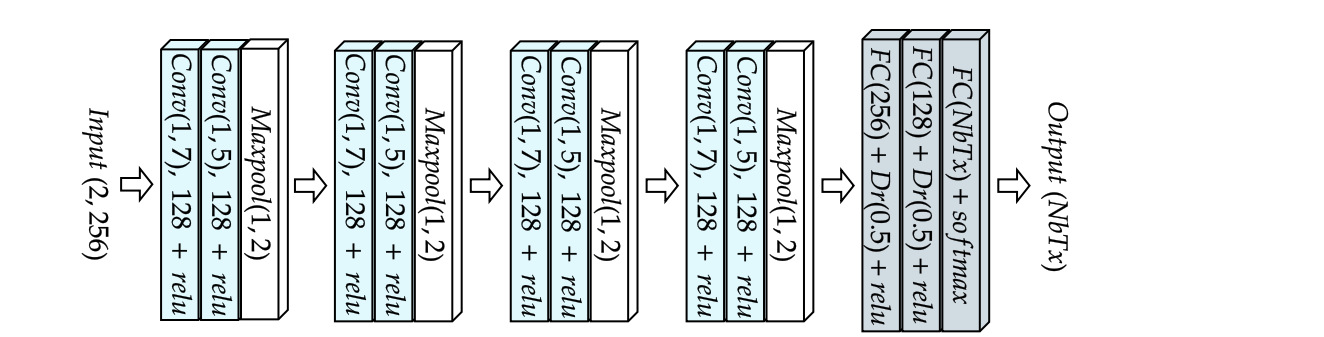 Input (2, 256)
Conv(1, 7), 128 + relu
Conv(1, 5), 128 + relu
Maxpool(1, 2)
Conv(1, 7), 128 + relu
Conv(1, 5), 128 + relu
Maxpool(1, 2)
Conv(1, 7), 128 + relu
Conv(1, 5), 128 + relu
Maxpool(1, 2)
Conv(1, 7), 128 + relu
Conv(1, 5), 128 + relu
Maxpool(1, 2)
FC(256) + Dr(0.5) + relu
FC(128) + Dr(0.5) + relu
FC(NbTx) + softmax
Output (NbTx)